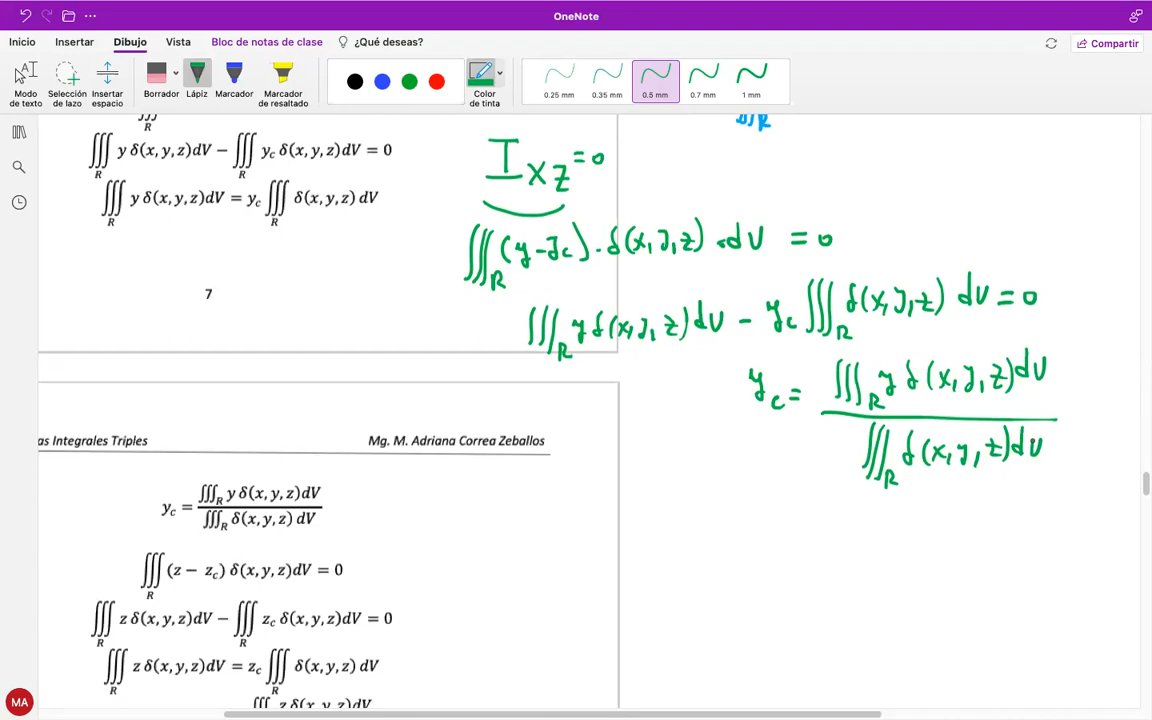 OneNote
Inicio Insertar Dibujo Vista Bloc de notas de clase ¿Qué deseas? Compartir
Modo de texto Selección de lazo Insertar espacio Borrador Lápiz Marcador Marcador de resaltado Color de tinta 0.25 mm 0.35 mm 0.5 mm 0.7 mm 1 mm
∭_R y δ(x, y, z)dV − ∭_R y_c δ(x, y, z)dV = 0
∭_R y δ(x, y, z)dV = y_c ∭_R δ(x, y, z) dV
7
I_xz = 0
∭_R (y − y_c) · δ(x, y, z) · dV = 0
∭_R y δ(x, y, z) dV − y_c ∭_R δ(x, y, z) dV = 0
y_c = ∭_R y δ(x, y, z) dV / ∭_R δ(x, y, z) dV
as Integrales Triples Mg. M. Adriana Correa Zeballos
y_c = ∭_R y δ(x, y, z)dV / ∭_R δ(x, y, z) dV
∭_R (z − z_c) δ(x, y, z)dV = 0
∭_R z δ(x, y, z)dV − ∭_R z_c δ(x, y, z)dV = 0
∭_R z δ(x, y, z)dV = z_c ∭_R δ(x, y, z) dV
∭ z δ(x, y, z)dV
MA